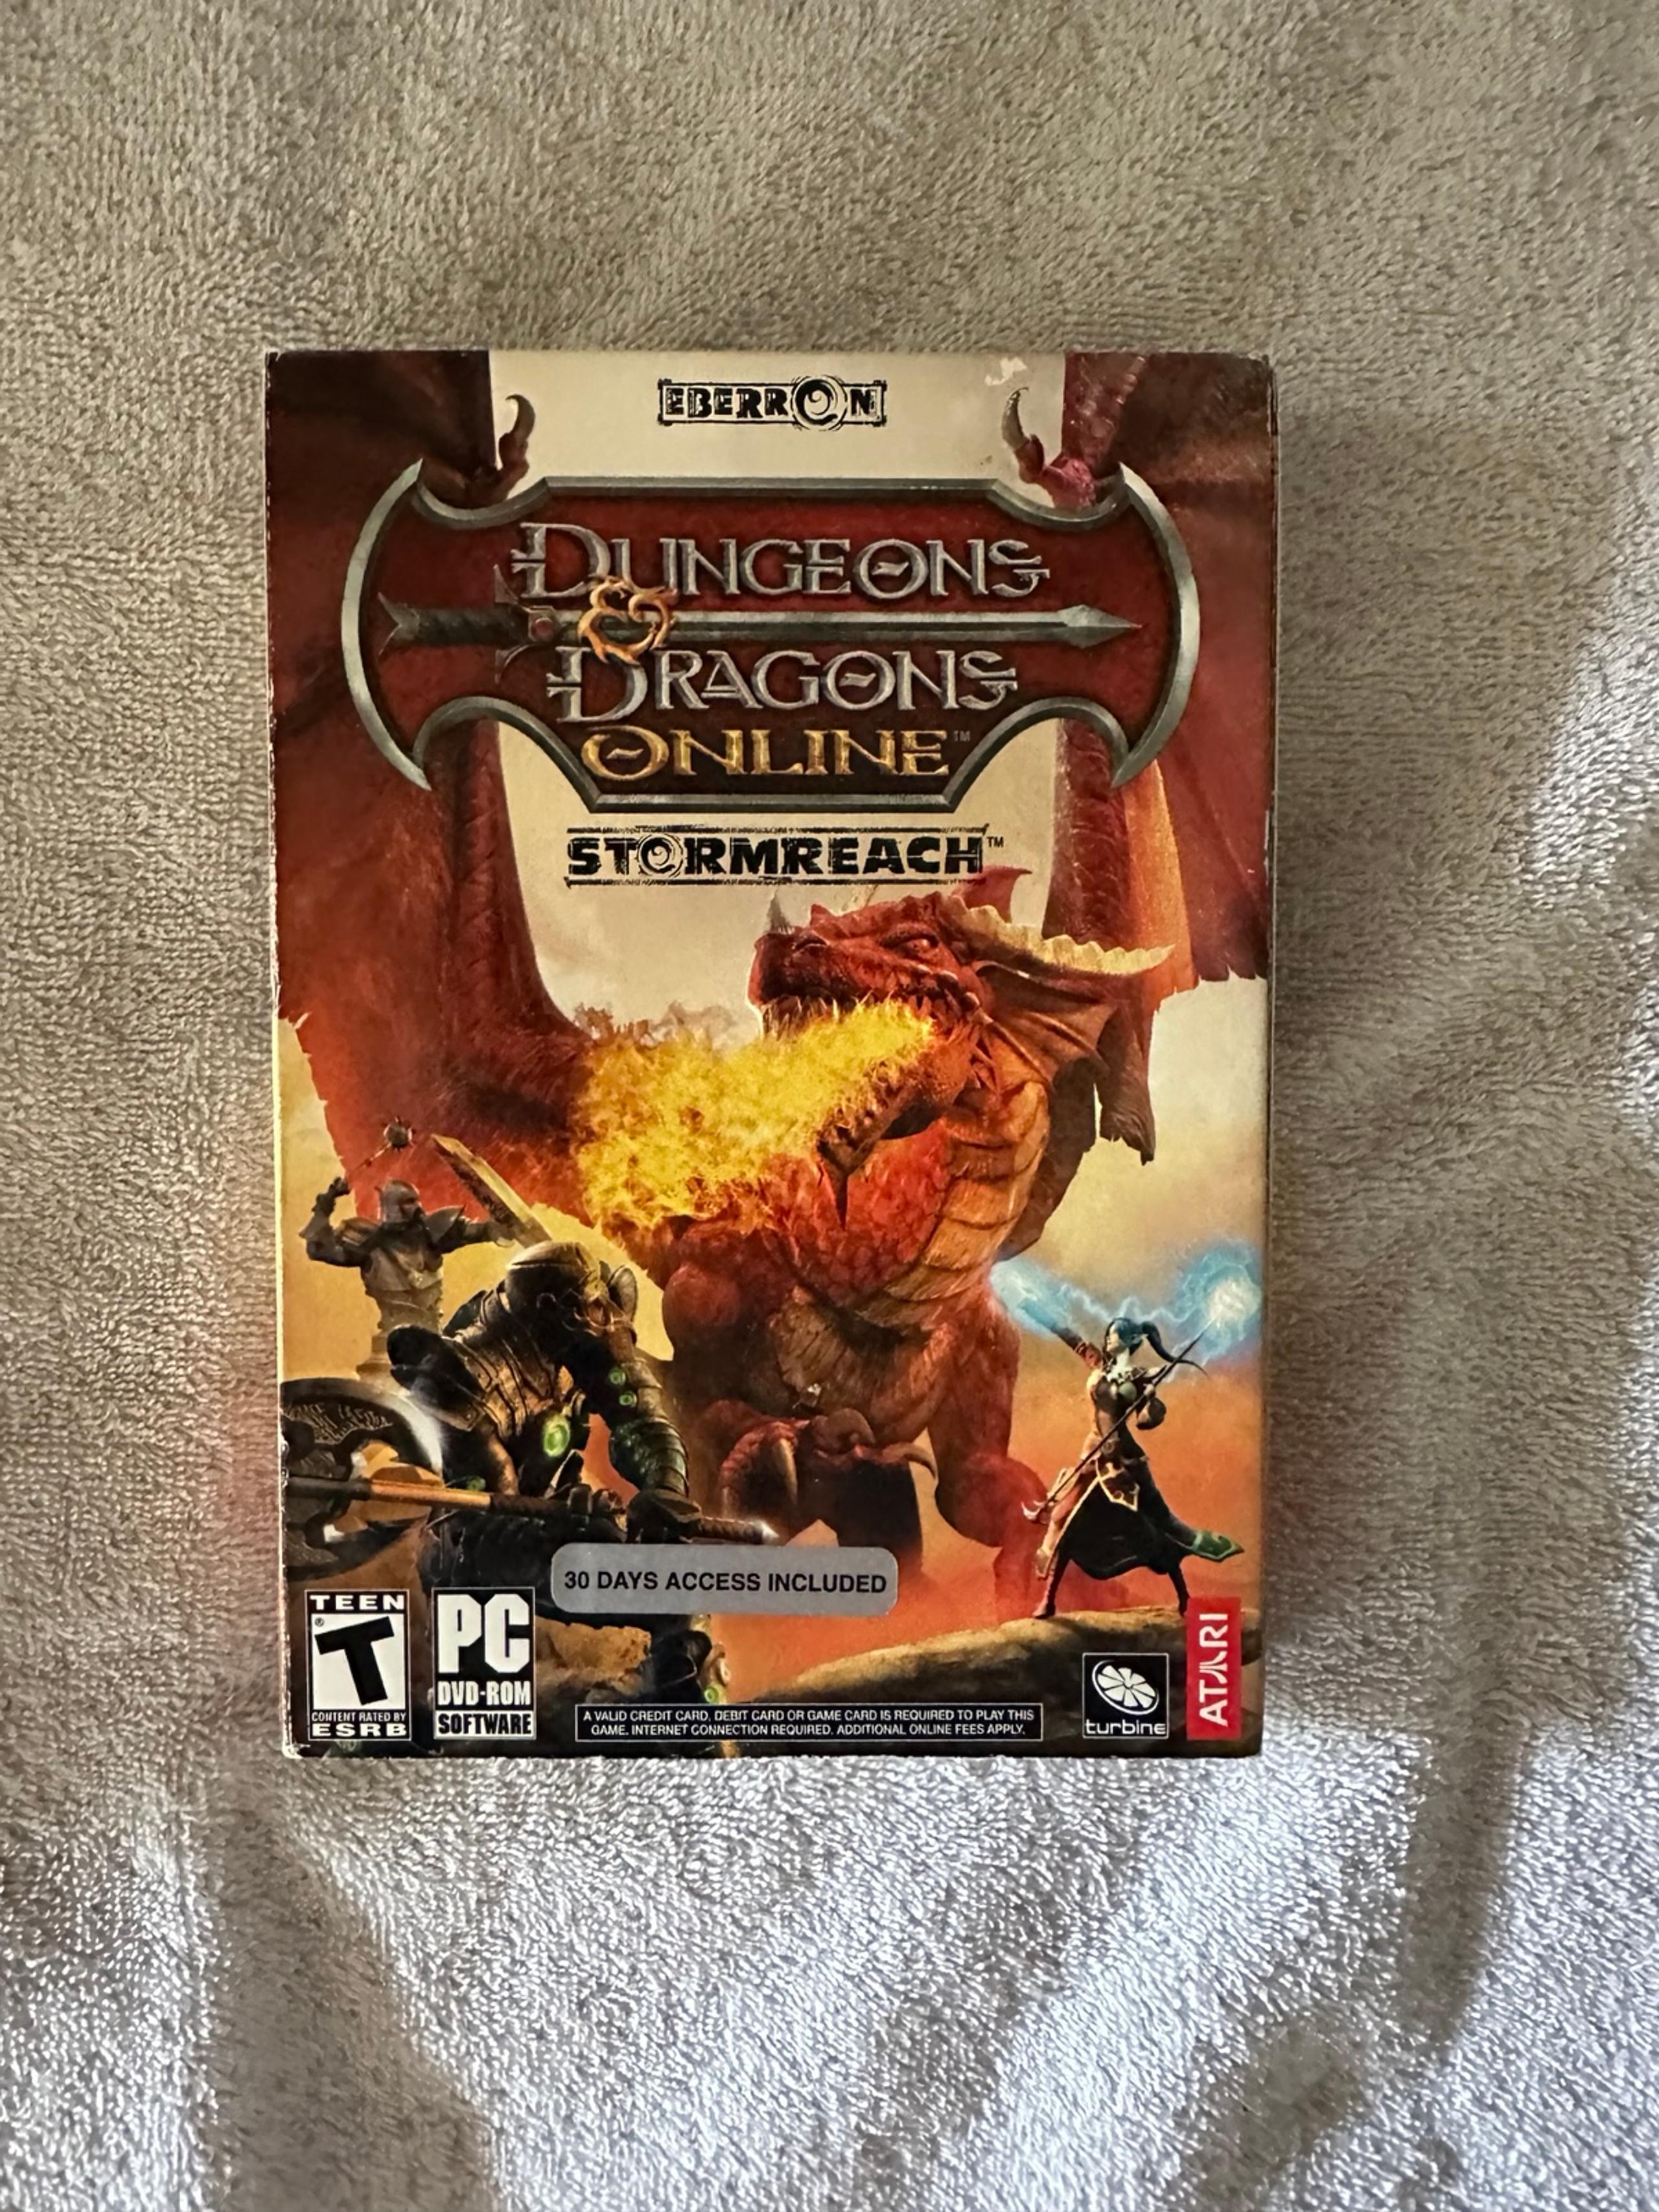 EBERRON
DUNGEONS
&
DRAGONS
ONLINE™
STORMREACH™
30 DAYS ACCESS INCLUDED
TEEN
®
T
CONTENT RATED BY
ESRB
PC
DVD-ROM
SOFTWARE
A VALID CREDIT CARD, DEBIT CARD OR GAME CARD IS REQUIRED TO PLAY THIS
GAME. INTERNET CONNECTION REQUIRED. ADDITIONAL ONLINE FEES APPLY.
turbine
ATARI